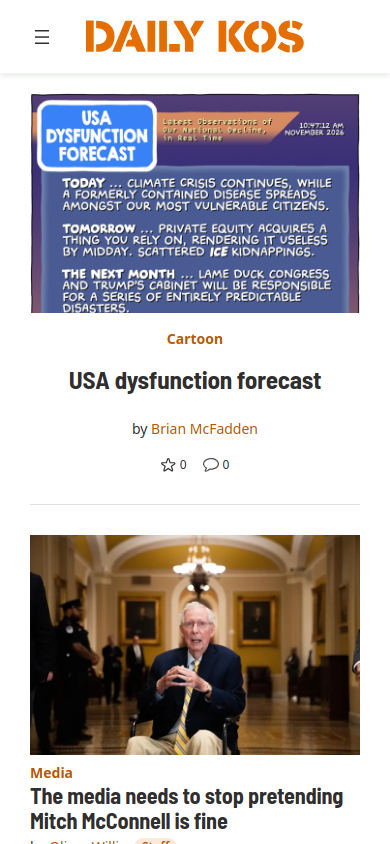 DAILY KOS
USA
DYSFUNCTION
FORECAST
Latest Observations of
Our National Decline,
in Real Time
10:47:12 AM
NOVEMBER 2026
TODAY ... CLIMATE CRISIS CONTINUES, WHILE
A FORMERLY CONTAINED DISEASE SPREADS
AMONGST OUR MOST VULNERABLE CITIZENS.
TOMORROW ... PRIVATE EQUITY ACQUIRES A
THING YOU RELY ON, RENDERING IT USELESS
BY MIDDAY. SCATTERED ICE KIDNAPPINGS.
THE NEXT MONTH ... LAME DUCK CONGRESS
AND TRUMP'S CABINET WILL BE RESPONSIBLE
FOR A SERIES OF ENTIRELY PREDICTABLE
DISASTERS.
Cartoon
USA dysfunction forecast
by Brian McFadden
0 0
Media
The media needs to stop pretending
Mitch McConnell is fine
by Oliver Willis Staff